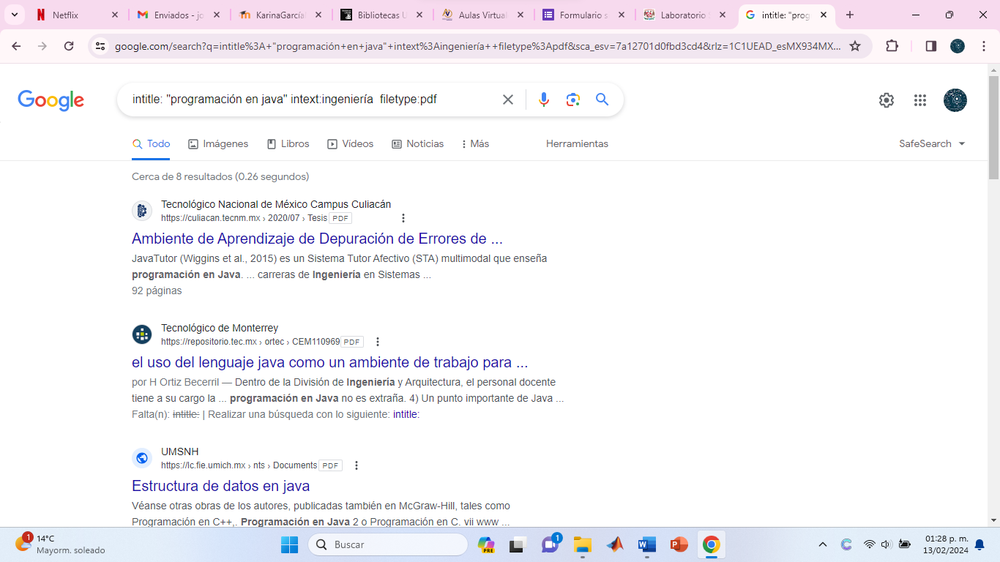 Netflix
Enviados - jo
KarinaGarcíal
Bibliotecas U
Aulas Virtual
Formulario s
Laboratorio S
intitle: "prog
google.com/search?q=intitle%3A+"programación+en+java"+intext%3Aingeniería++filetype%3Apdf&sca_esv=7a12701d0fbd3cd4&rlz=1C1UEAD_esMX934MX...
Google
intitle: "programación en java" intext:ingeniería  filetype:pdf
Todo
Imágenes
Libros
Vídeos
Noticias
Más
Herramientas
SafeSearch
Cerca de 8 resultados (0.26 segundos)
Tecnológico Nacional de México Campus Culiacán
https://culiacan.tecnm.mx › 2020/07 › Tesis PDF
Ambiente de Aprendizaje de Depuración de Errores de ...
JavaTutor (Wiggins et al., 2015) es un Sistema Tutor Afectivo (STA) multimodal que enseña
programación en Java. ... carreras de Ingeniería en Sistemas ...
92 páginas
Tecnológico de Monterrey
https://repositorio.tec.mx › ortec › CEM110969 PDF
el uso del lenguaje java como un ambiente de trabajo para ...
por H Ortiz Becerril — Dentro de la División de Ingeniería y Arquitectura, el personal docente
tiene a su cargo la ... programación en Java no es extraña. 4) Un punto importante de Java ...
Falta(n): intitle: | Realizar una búsqueda con lo siguiente: intitle:
UMSNH
https://lc.fie.umich.mx › nts › Documents PDF
Estructura de datos en java
Véanse otras obras de los autores, publicadas también en McGraw-Hill, tales como
Programación en C++,. Programación en Java 2 o Programación en C. vii www ...
1
14°C
Mayorm. soleado
Buscar
PRE
1
01:28 p. m.
13/02/2024